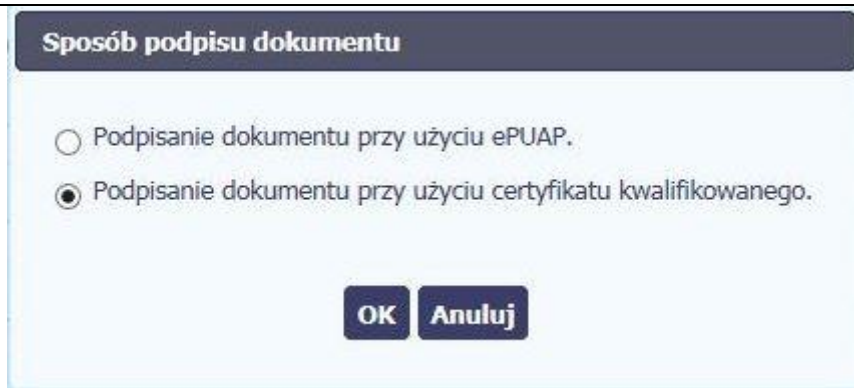 Sposób podpisu dokumentu
Podpisanie dokumentu przy użyciu ePUAP.
Podpisanie dokumentu przy użyciu certyfikatu kwalifikowanego.
OK Anuluj